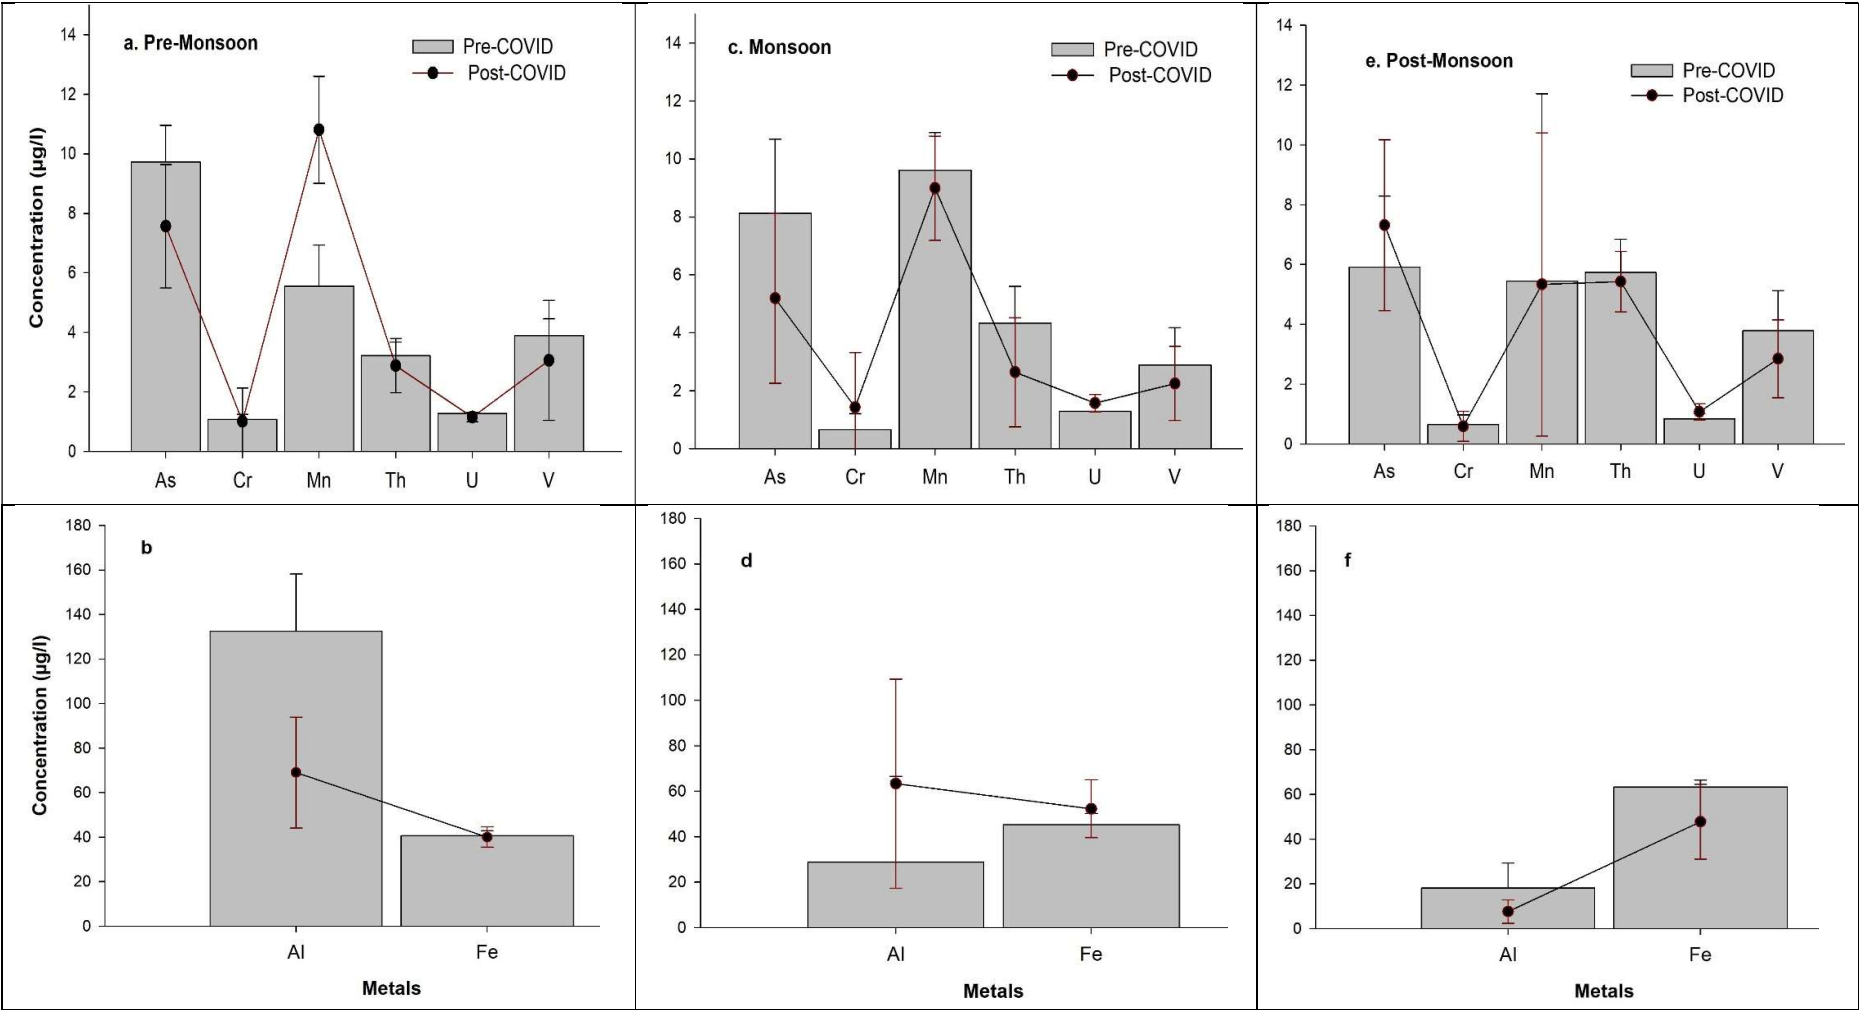 a. Pre-Monsoon
Pre-COVID
Post-COVID
Concentration (µg/l)
14
12
10
8
6
4
2
0
As Cr Mn Th U V
c. Monsoon
Pre-COVID
Post-COVID
14
12
10
8
6
4
2
0
As Cr Mn Th U V
e. Post-Monsoon
Pre-COVID
Post-COVID
14
12
10
8
6
4
2
0
As Cr Mn Th U V
b
Concentration (µg/l)
180
160
140
120
100
80
60
40
20
0
Al Fe
Metals
d
180
160
140
120
100
80
60
40
20
0
Al Fe
Metals
f
180
160
140
120
100
80
60
40
20
0
Al Fe
Metals